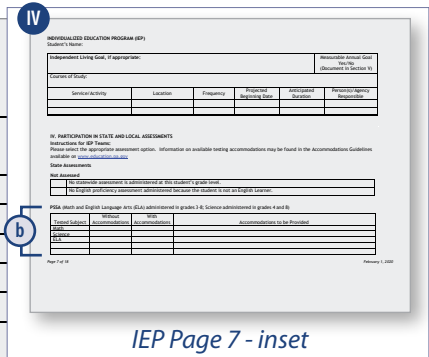 IV
INDIVIDUALIZED EDUCATION PROGRAM (IEP)
Student's Name:
Independent Living Goal, if appropriate:
Measurable Annual Goal
Yes/No
(Document in Section V)
Courses of Study:
Service/Activity Location Frequency Projected Beginning Date Anticipated Duration Person(s)/Agency Responsible
IV. PARTICIPATION IN STATE AND LOCAL ASSESSMENTS
Instructions for IEP Teams:
Please select the appropriate assessment option. Information on available testing accommodations may be found in the Accommodations Guidelines
available on www.education.pa.gov
State Assessments
Not Assessed
No statewide assessment is administered at this student's grade level.
No English proficiency assessment administered because the student is not an English Learner.
b
PSSA (Math and English Language Arts (ELA) administered in grades 3-8; Science administered in grades 4 and 8)
Tested Subject Without Accommodations With Accommodations Accommodations to be Provided
Math
Science
ELA
Page 7 of 18 February 1, 2020
IEP Page 7 - inset